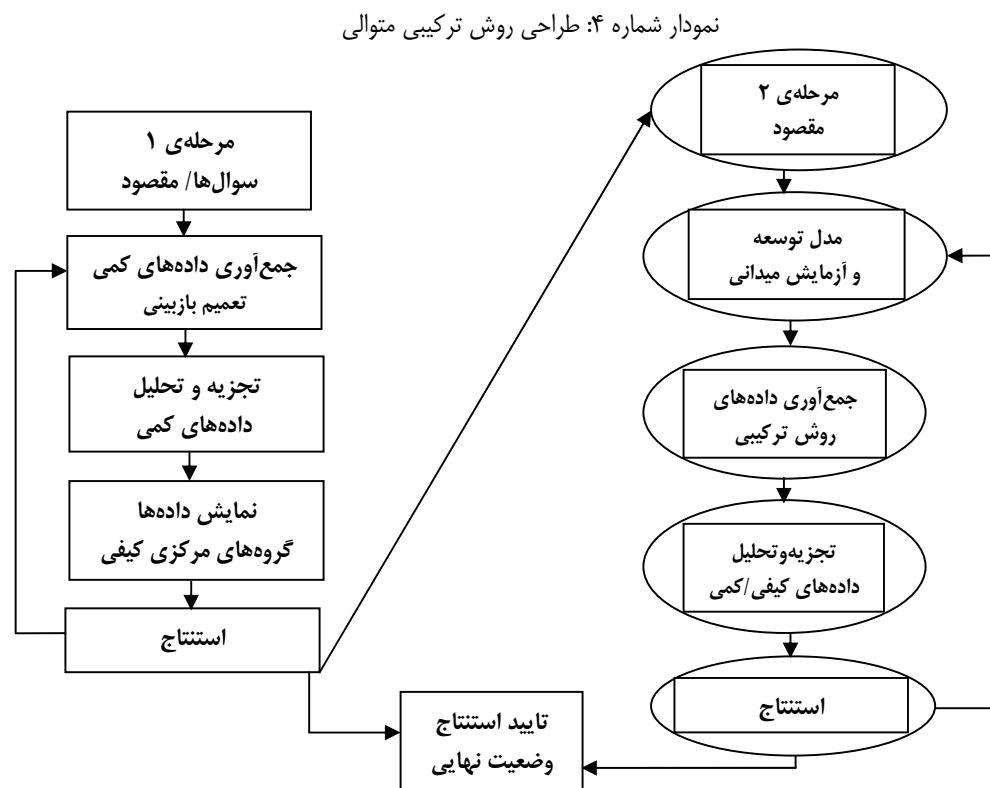 نمودار شماره ۴: طراحی روش ترکیبی متوالی
مرحله‌ی ۱
سوال‌ها/ مقصود
جمع‌آوری داده‌های کمی
تعمیم بازبینی
تجزیه و تحلیل
داده‌های کمی
نمایش داده‌ها
گروه‌های مرکزی کیفی
استنتاج
مرحله‌ی ۲
مقصود
مدل توسعه
و آزمایش میدانی
جمع‌آوری داده‌های
روش ترکیبی
تجزیه‌وتحلیل
داده‌های کیفی/کمی
استنتاج
تایید استنتاج
وضعیت نهایی